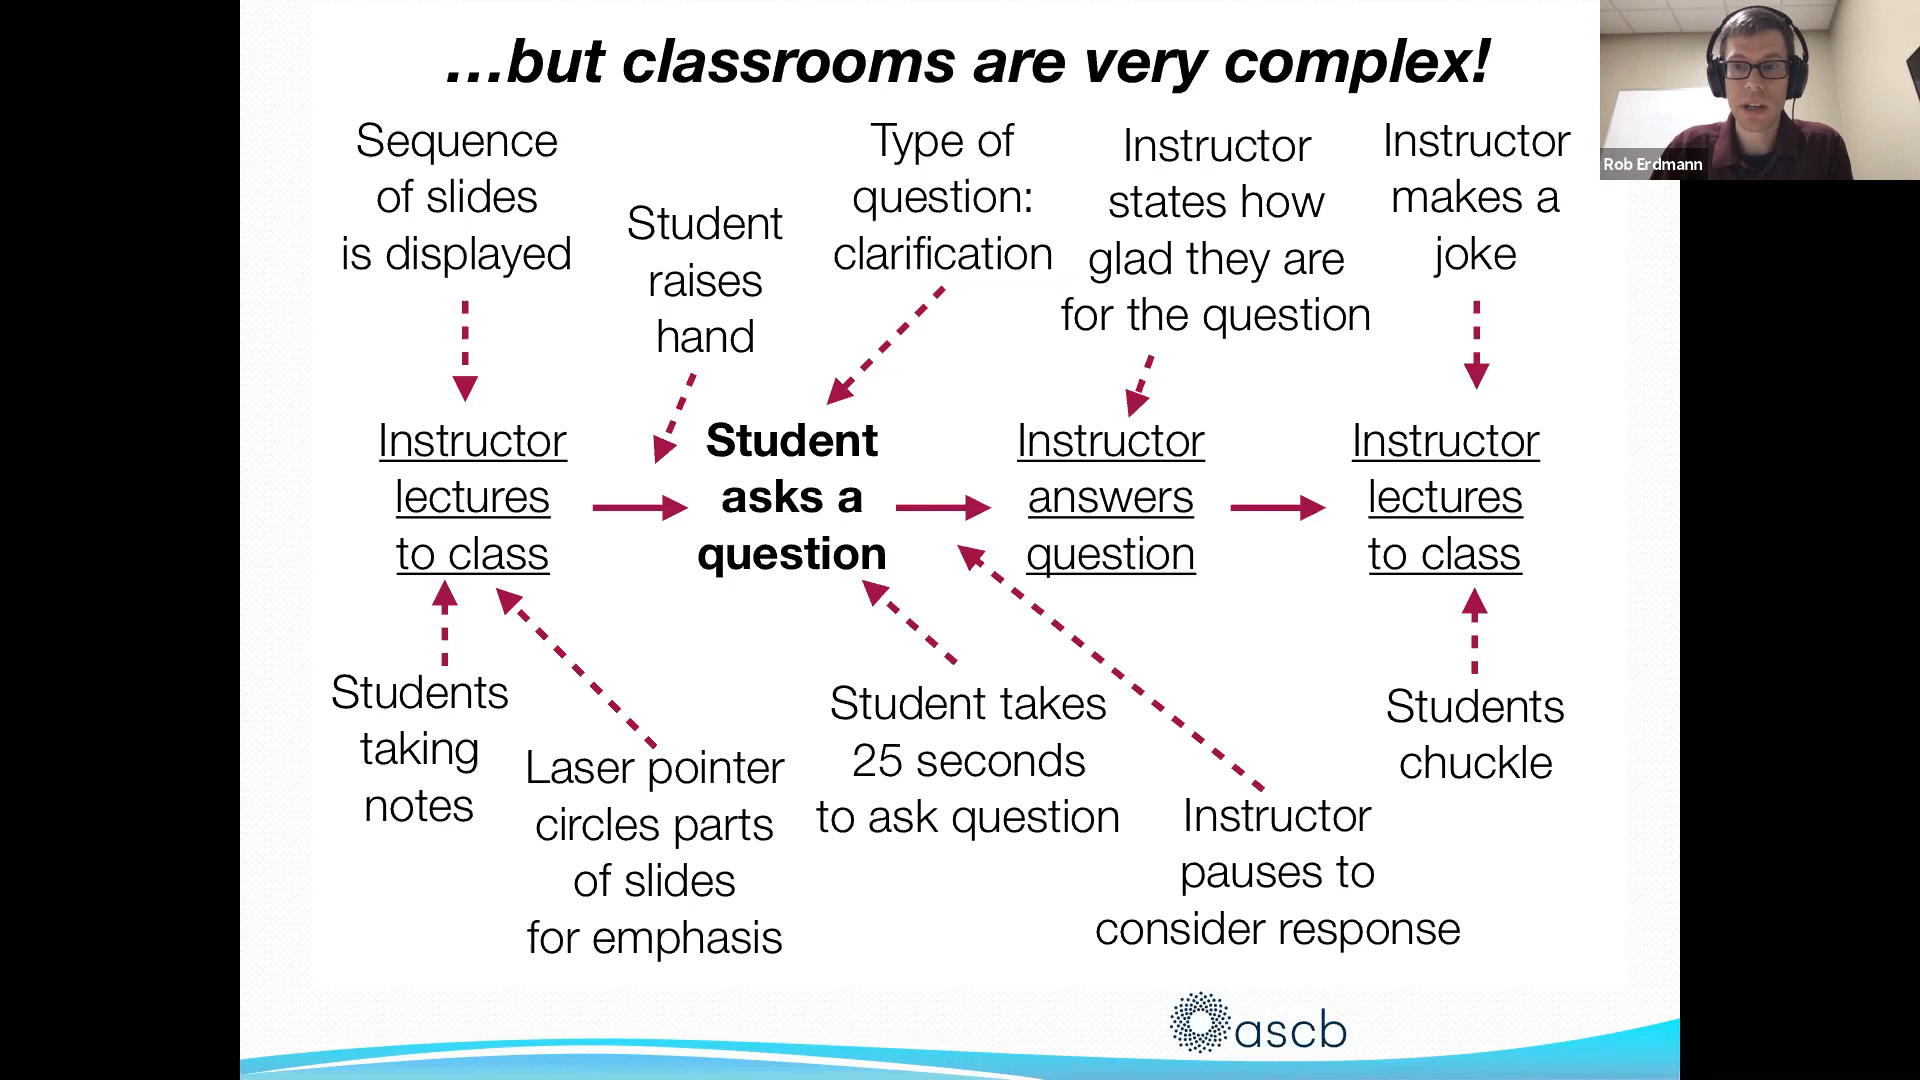 ...but classrooms are very complex!
Sequence
of slides
is displayed
Student
raises
hand
Type of
question:
clarification
Instructor
states how
glad they are
for the question
Instructor
makes a
joke
Rob Erdmann
Instructor
lectures
to class
Student
asks a
question
Instructor
answers
question
Instructor
lectures
to class
Students
taking
notes
Laser pointer
circles parts
of slides
for emphasis
Student takes
25 seconds
to ask question
Instructor
pauses to
consider response
Students
chuckle
ascb